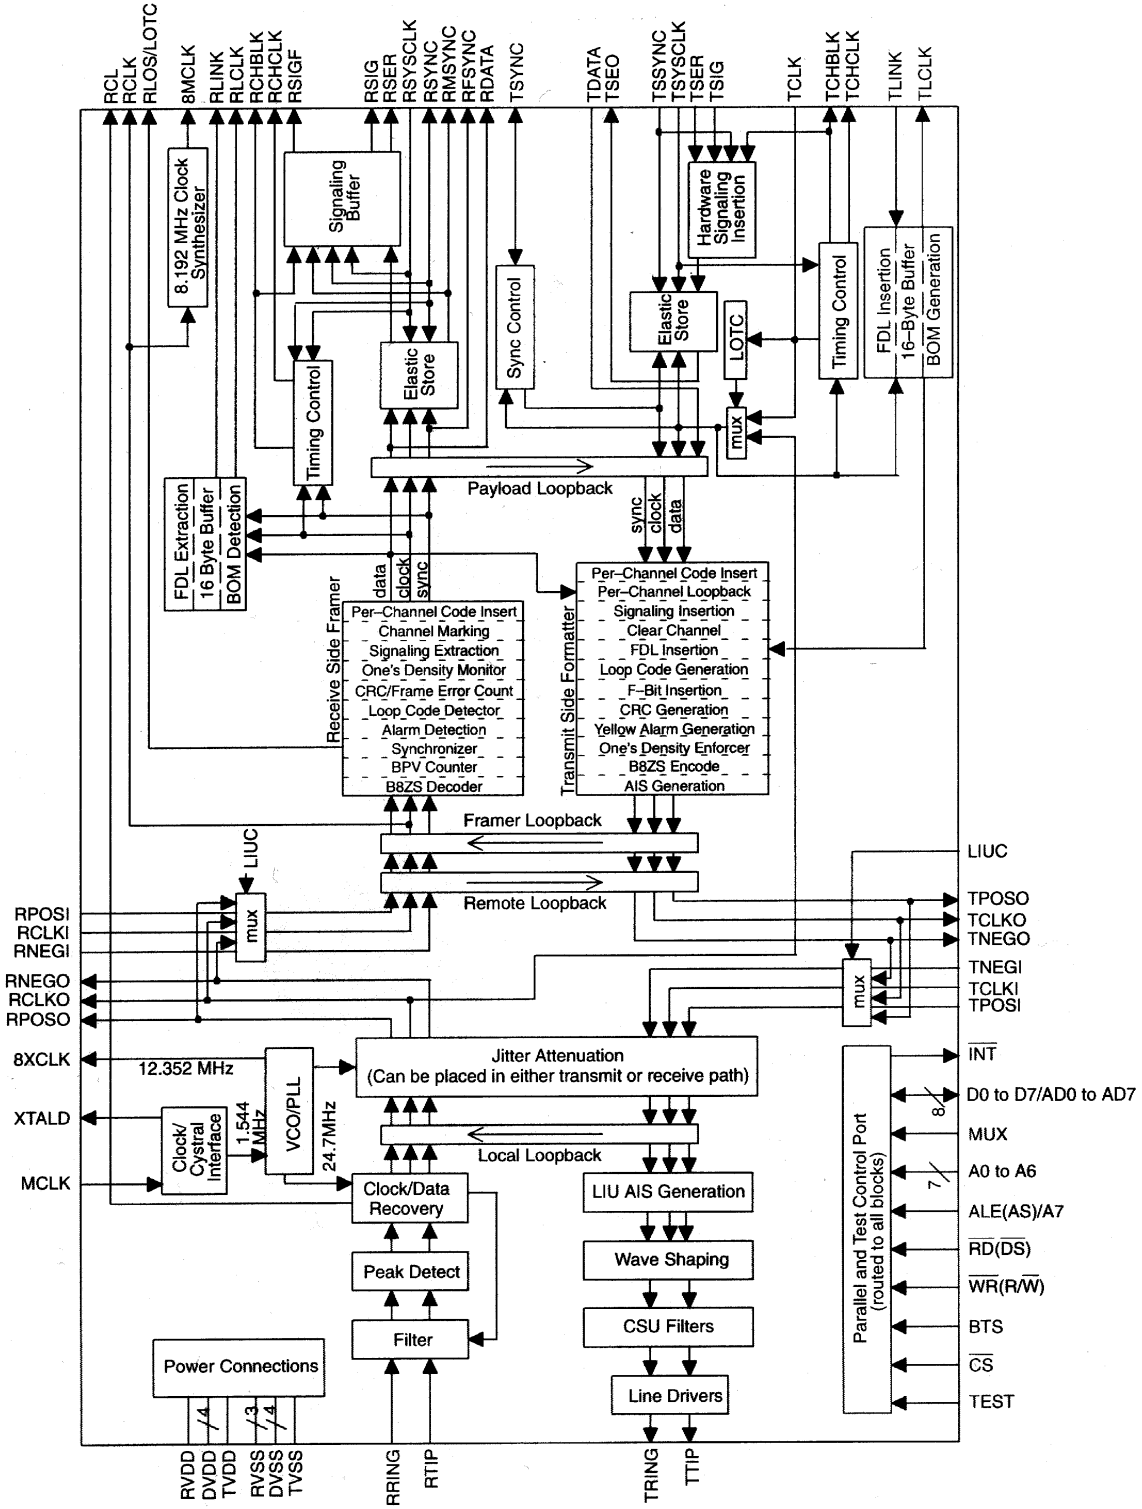 RCL
RCLK
RLOS/LOTC
8MCLK
RLINK
RLCLK
RCHBLK
RCHCLK
RSIGF
RSIG
RSER
RSYSCLK
RSYNC
RMSYNC
RFSYNC
RDATA
TSYNC
TDATA
TSEO
TSSYNC
TSYSCLK
TSER
TSIG
TCLK
TCHBLK
TCHCLK
TLINK
TLCLK
8.192 MHz Clock
Synthesizer
Signaling
Buffer
Hardware
Signaling
Insertion
Sync Control
Elastic
Store
Elastic
Store
LOTC
Timing Control
FDL Insertion
16–Byte Buffer
BOM Generation
Timing Control
mux
Payload Loopback
FDL Extraction
16 Byte Buffer
BOM Detection
data
clock
sync
sync
clock
data
Receive Side Framer
Per–Channel Code Insert
Channel Marking
Signaling Extraction
One's Density Monitor
CRC/Frame Error Count
Loop Code Detector
Alarm Detection
Synchronizer
BPV Counter
B8ZS Decoder
Transmit Side Formatter
Per–Channel Code Insert
Per–Channel Loopback
Signaling Insertion
Clear Channel
FDL Insertion
Loop Code Generation
F–Bit Insertion
CRC Generation
Yellow Alarm Generation
One's Density Enforcer
B8ZS Encode
AIS Generation
Framer Loopback
Remote Loopback
LIUC
mux
RPOSI
RCLKI
RNEGI
RNEGO
RCLKO
RPOSO
8XCLK
XTALD
MCLK
LIUC
TPOSO
TCLKO
TNEGO
TNEGI
TCLKI
TPOSI
mux
Jitter Attenuation
(Can be placed in either transmit or receive path)
12.352 MHz
VCO/PLL
1.544
MHz
24.7MHz
Clock/
Cystral
Interface
Local Loopback
Clock/Data
Recovery
Peak Detect
Filter
LIU AIS Generation
Wave Shaping
CSU Filters
Line Drivers
Power Connections
4
3
4
RVDD
DVDD
TVDD
RVSS
DVSS
TVSS
RRING
RTIP
TRING
TTIP
Parallel and Test Control Port
(routed to all blocks)
INT
8
D0 to D7/AD0 to AD7
MUX
7
A0 to A6
ALE(AS)/A7
RD(DS)
WR(R/W)
BTS
CS
TEST